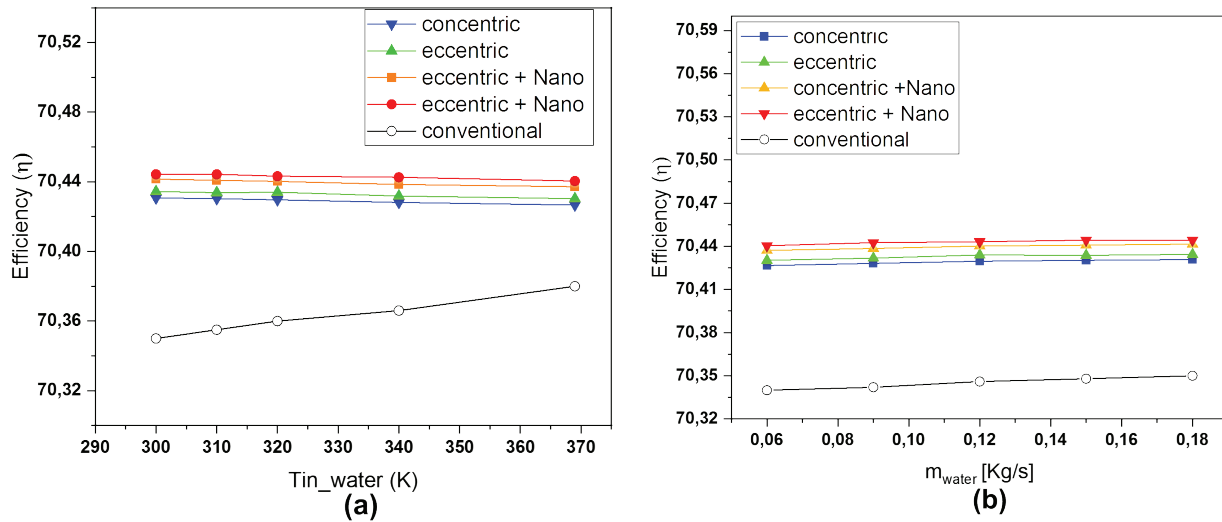 concentric
eccentric
eccentric + Nano
eccentric + Nano
conventional
70,52
70,48
70,44
70,40
70,36
70,32
Efficiency (η)
290 300 310 320 330 340 350 360 370
Tin_water (K)
(a)
concentric
eccentric
concentric +Nano
eccentric + Nano
conventional
70,59
70,56
70,53
70,50
70,47
70,44
70,41
70,38
70,35
70,32
Efficiency (η)
0,06 0,08 0,10 0,12 0,14 0,16 0,18
m_water [Kg/s]
(b)